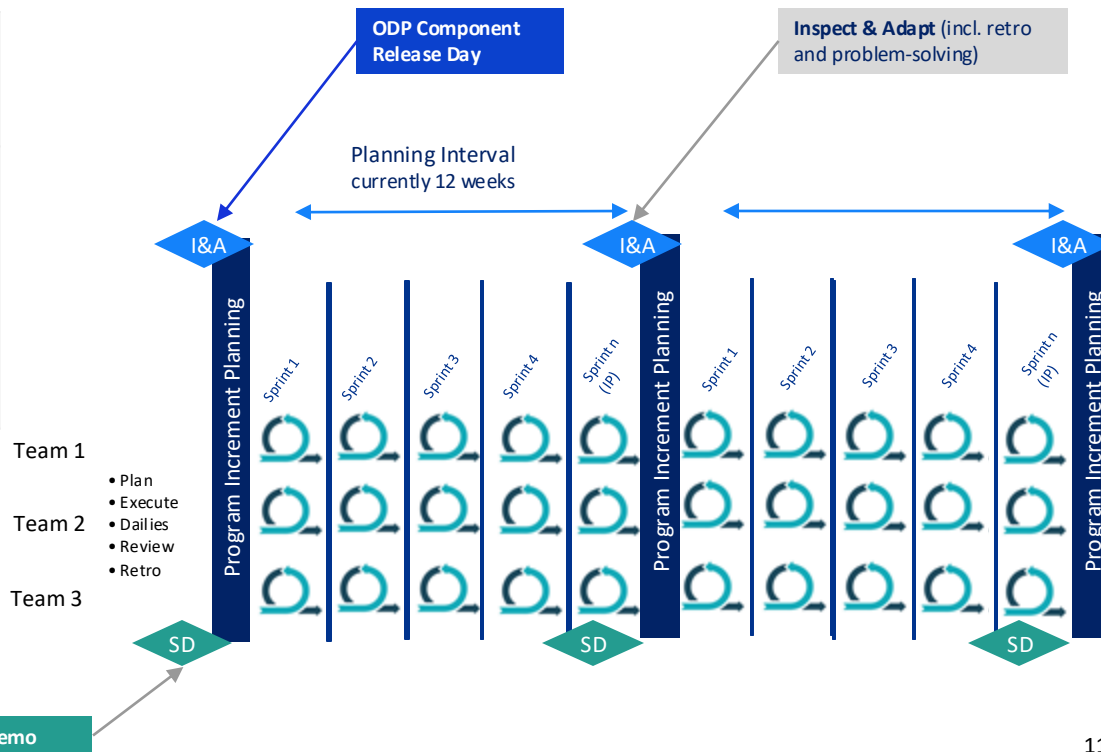 ODP Component
Release Day
Inspect & Adapt (incl. retro
and problem-solving)
Planning Interval
currently 12 weeks
I&A
I&A
I&A
Program Increment Planning
Sprint 1
Sprint 2
Sprint 3
Sprint 4
Sprint n
(IP)
Program Increment Planning
Sprint 1
Sprint 2
Sprint 3
Sprint 4
Sprint n
(IP)
Program Increment Planning
Team 1
• Plan
• Execute
Team 2
• Dailies
• Review
• Retro
Team 3
SD
SD
SD
emo
11